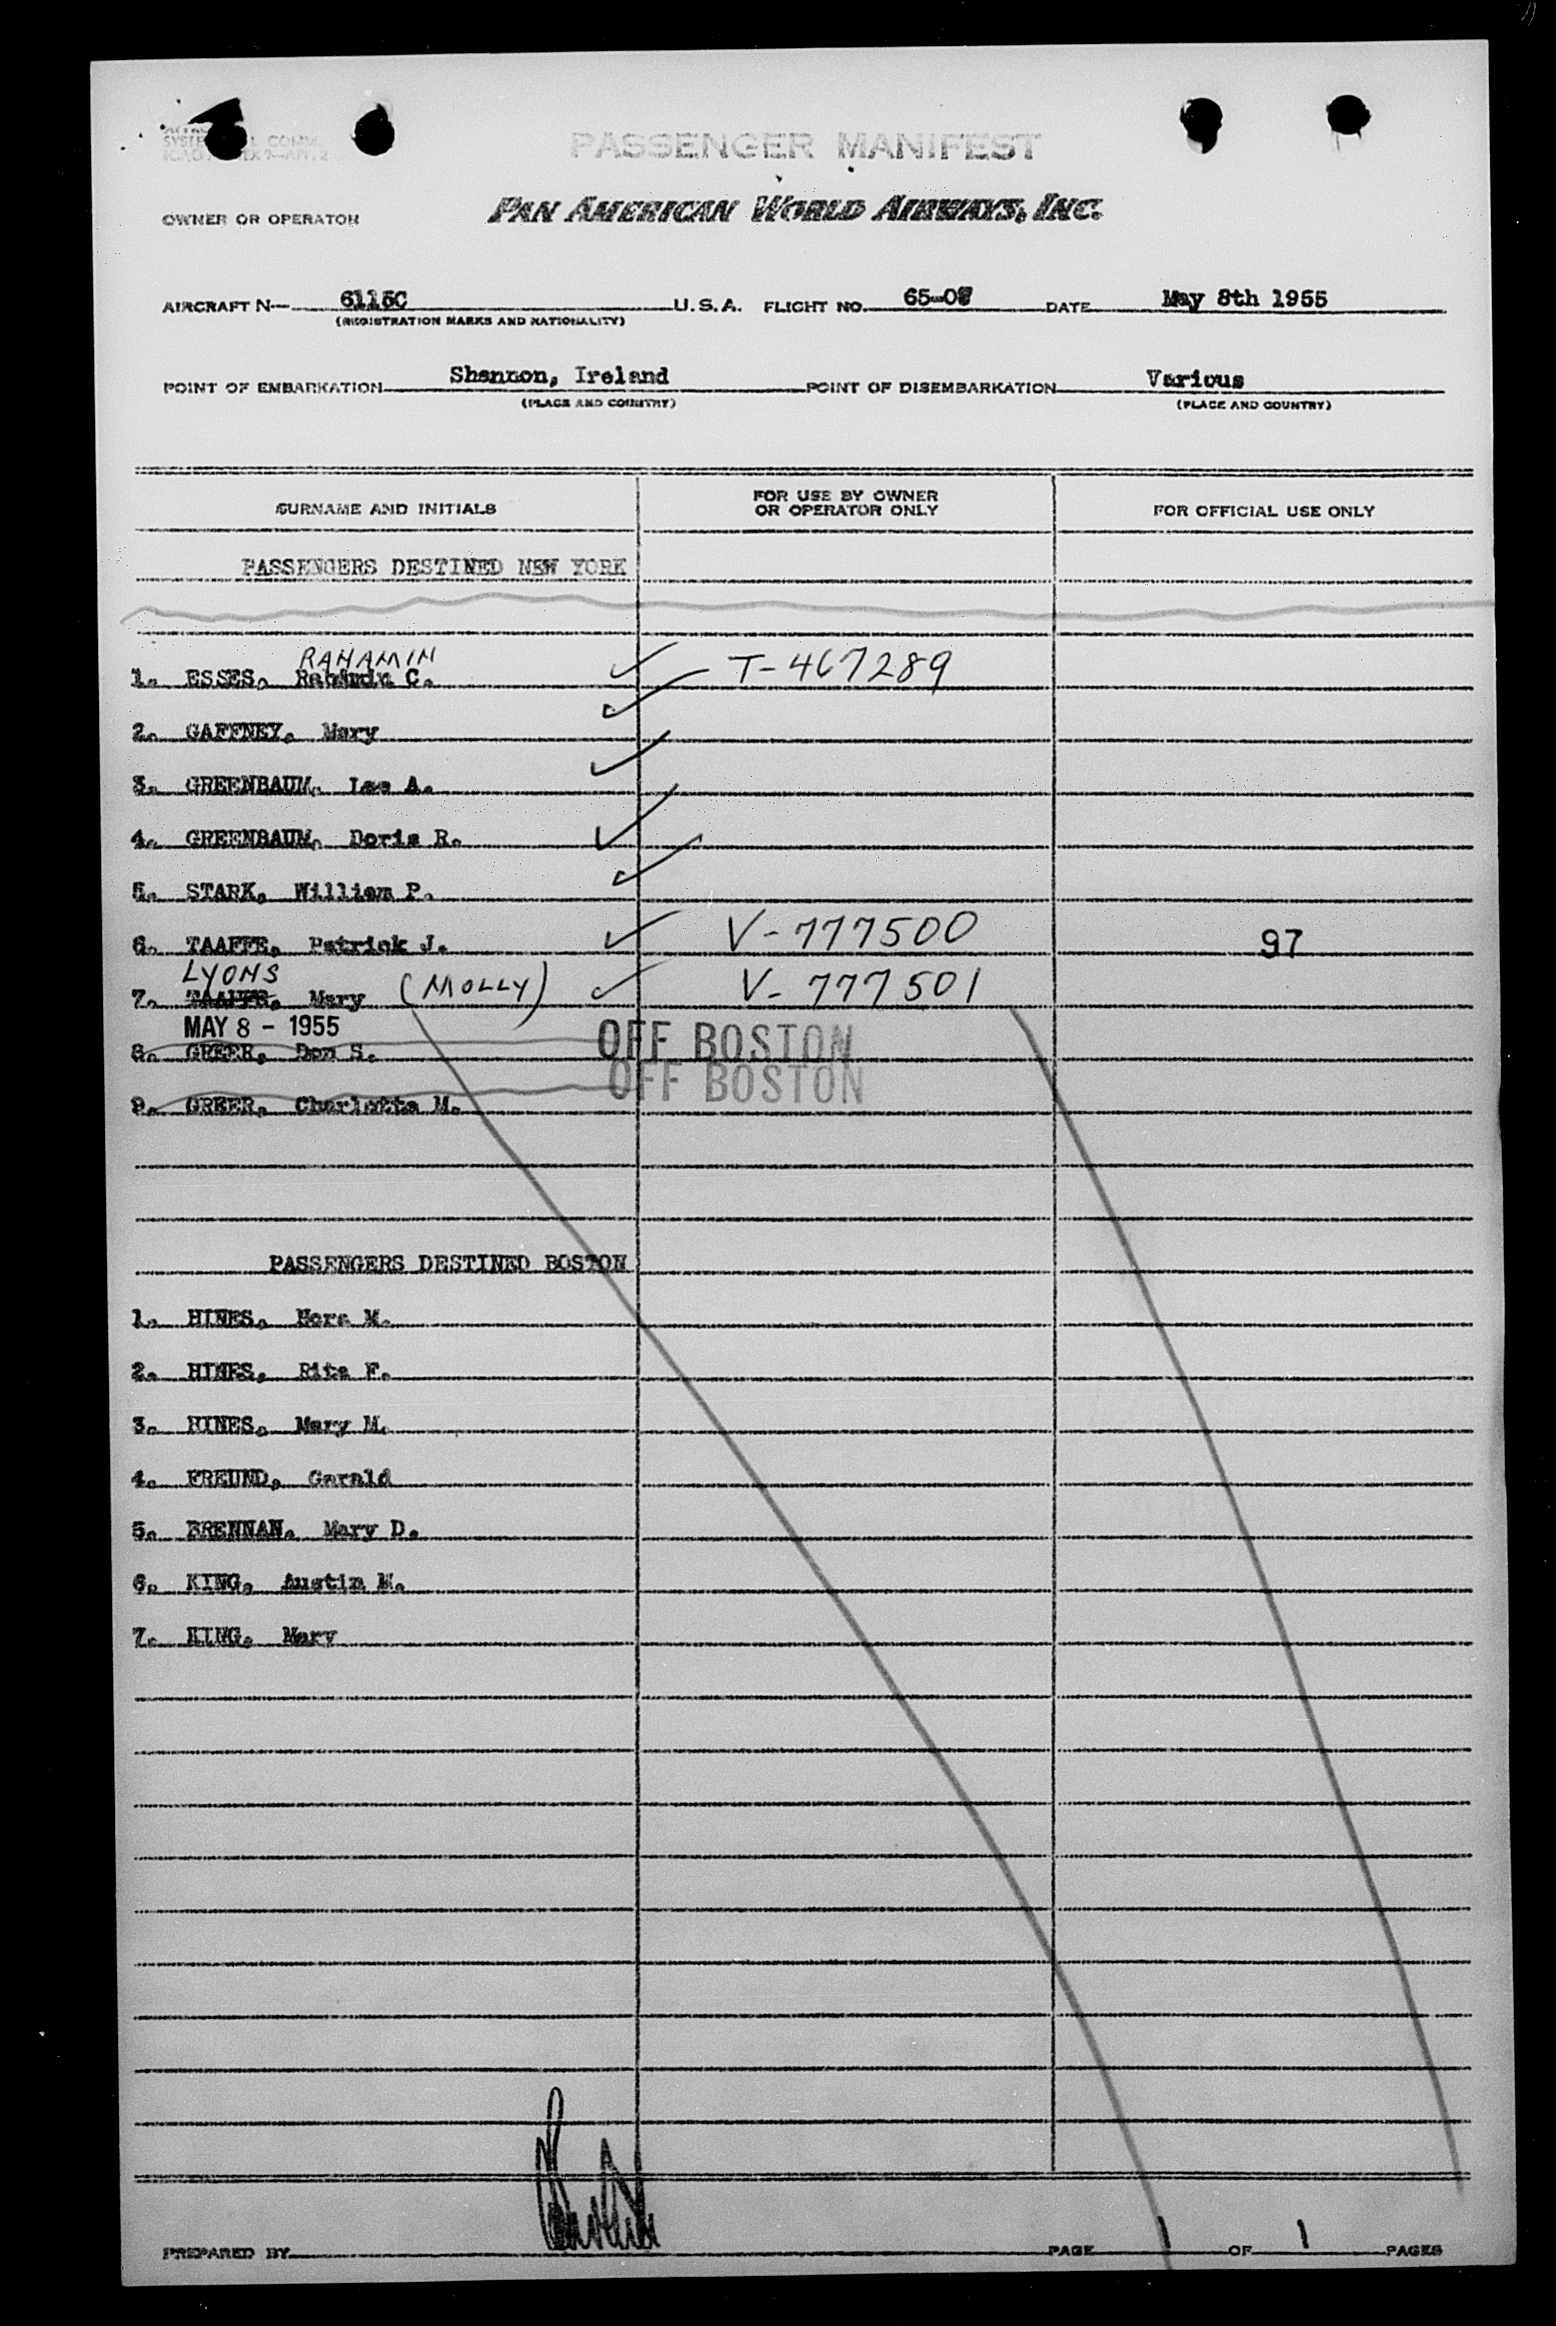 PASSENGER MANIFEST
OWNER OR OPERATOR PAN AMERICAN WORLD AIRWAYS, INC.
AIRCRAFT N- 6115C U.S.A. FLIGHT NO. 65-07 DATE May 8th 1955
(REGISTRATION MARKS AND NATIONALITY)
POINT OF EMBARKATION Shannon, Ireland POINT OF DISEMBARKATION Various
(PLACE AND COUNTRY) (PLACE AND COUNTRY)
SURNAME AND INITIALS FOR USE BY OWNER OR OPERATOR ONLY FOR OFFICIAL USE ONLY
PASSENGERS DESTINED NEW YORK
RAHAMIN
1. ESSES, C. T-467289
2. GAFFNEY, Mary
3. GREENBAUM, Lee A.
4. GREENBAUM, Doris R.
5. STARK, William P.
6. TAAFFE, Patrick J. V-777500 97
LYONS
7. TAAFFE, Mary (MOLLY) V-777501
MAY 8 - 1955
8. GREER, Don S. OFF BOSTON
OFF BOSTON
9. GREER, Charlotte M.
PASSENGERS DESTINED BOSTON
1. HINES, Nora M.
2. HINES, Rita F.
3. HINES, Mary M.
4. FREUND, Gerald
5. BRENNAN, Mary D.
6. KING, Austin M.
7. KING, Mary
PREPARED BY PAGE 1 OF 1 PAGES